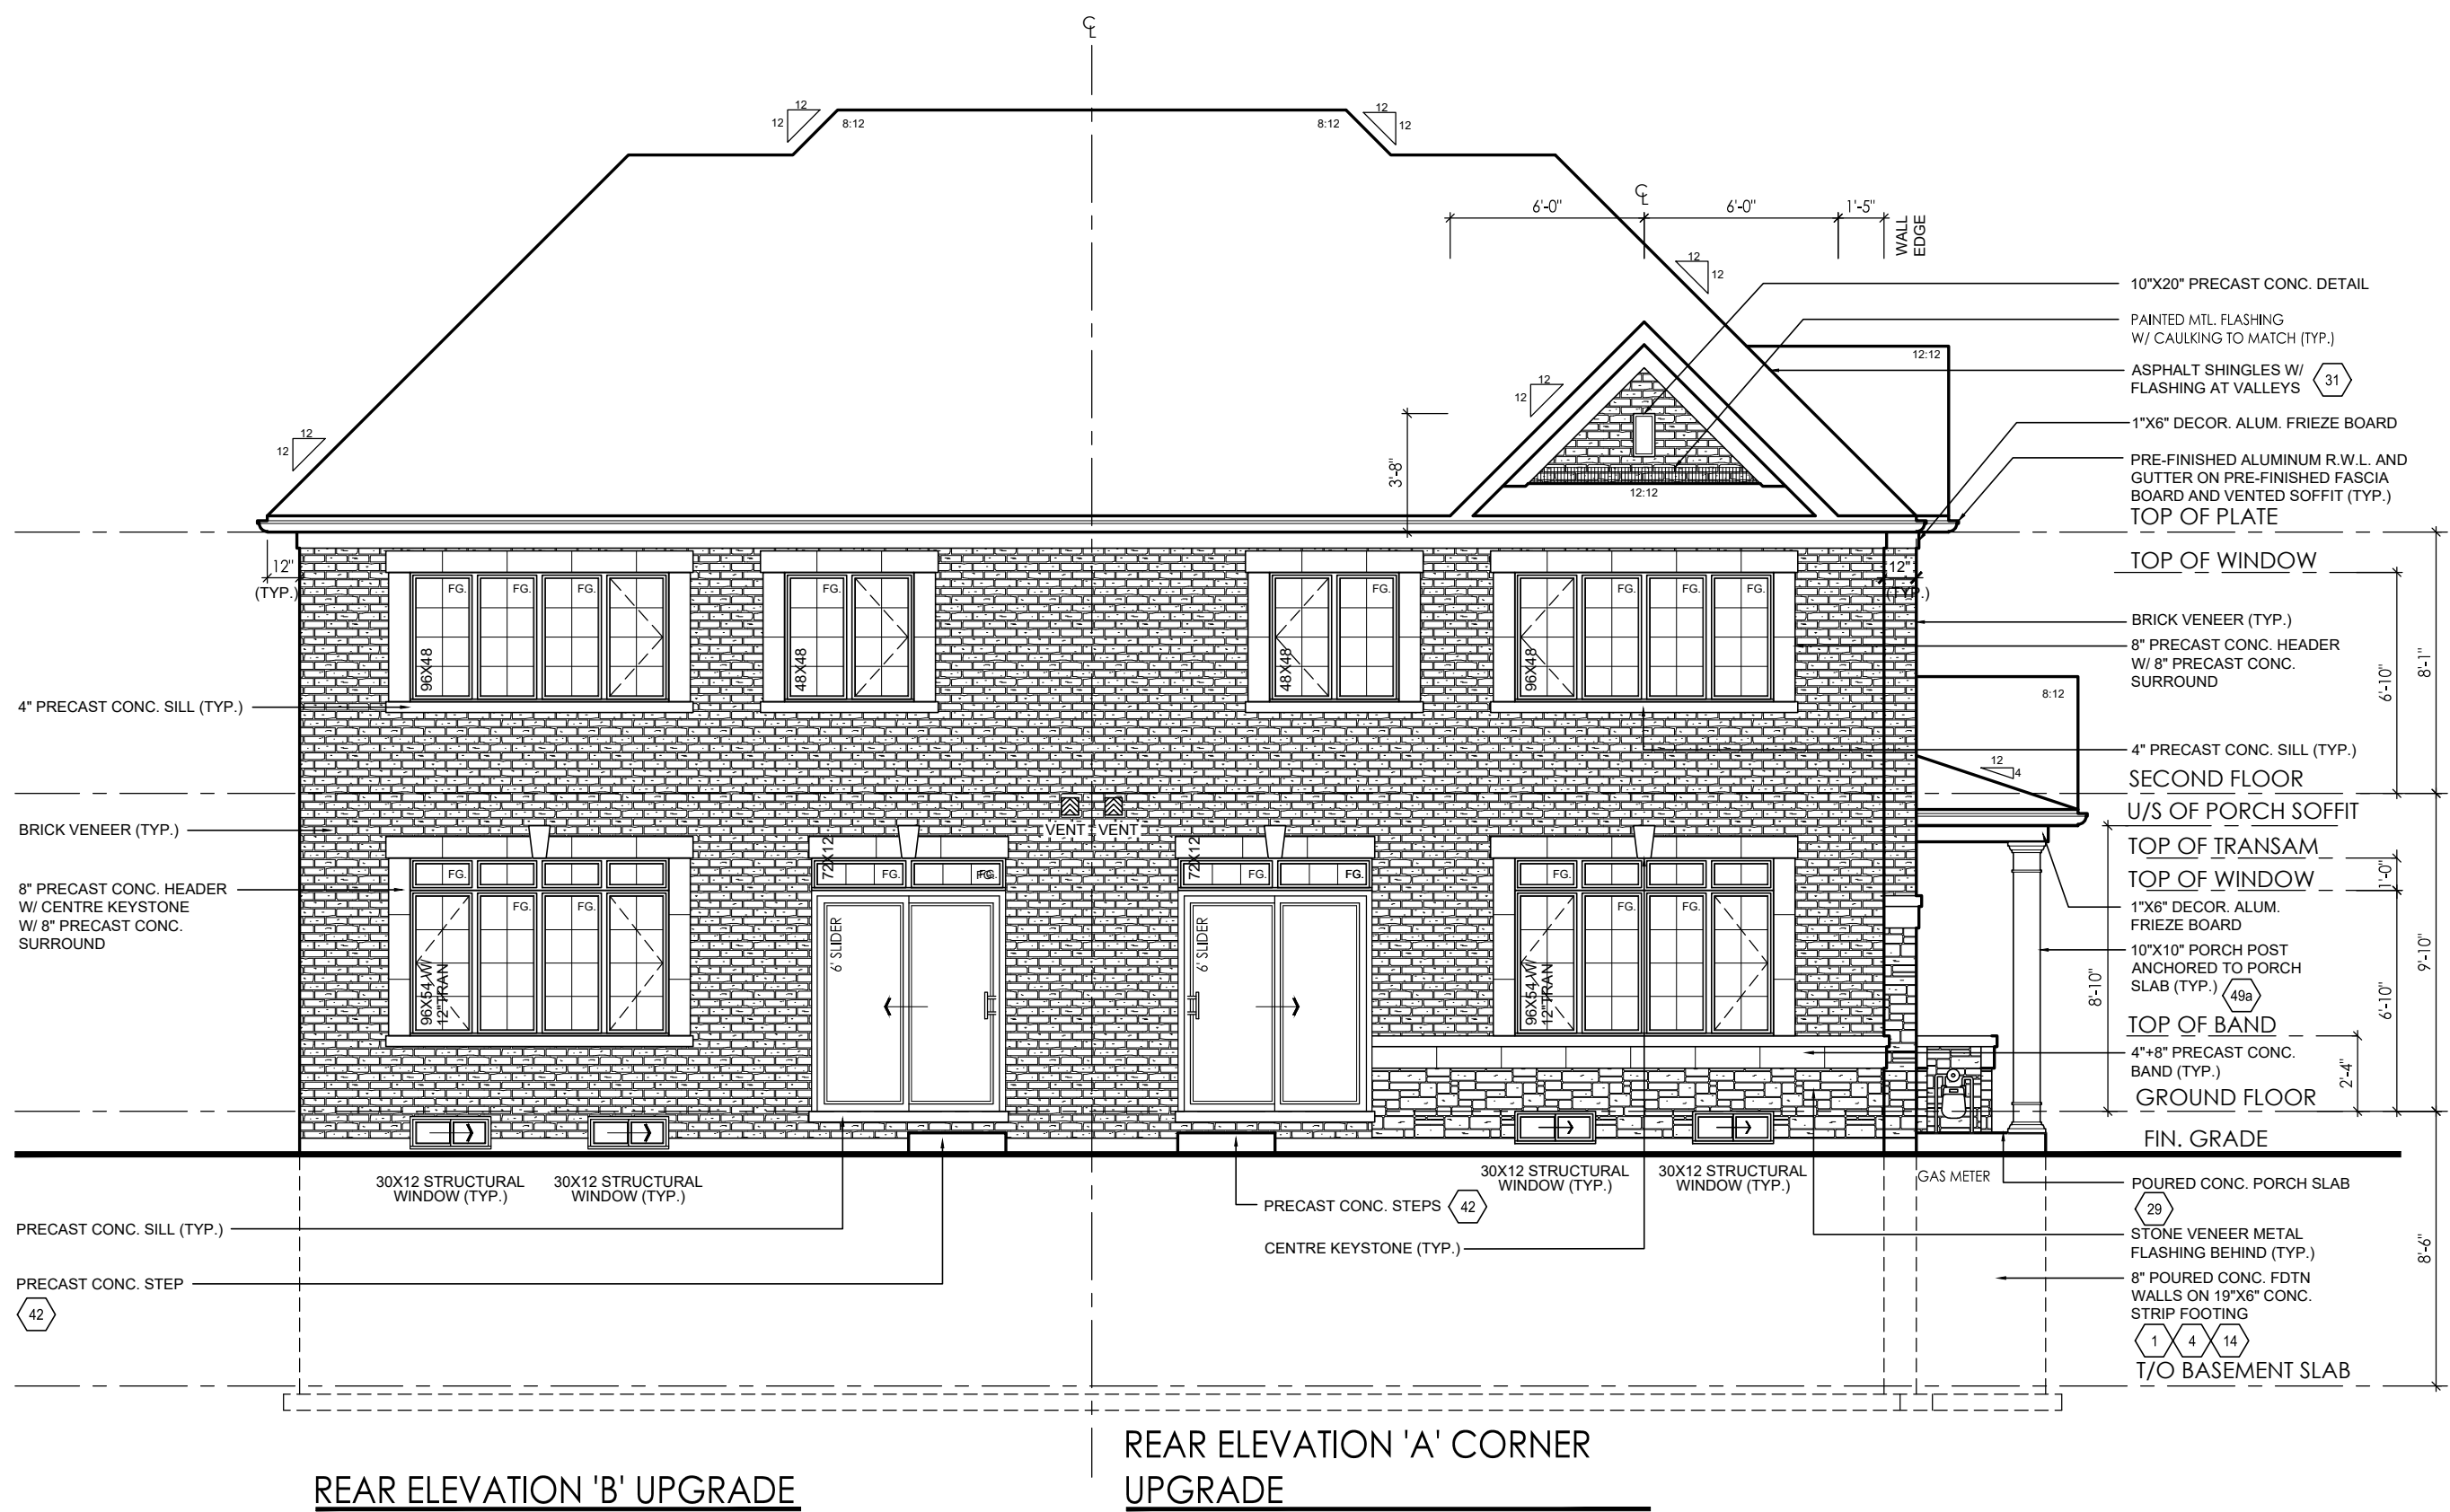 CL
12
12
8:12
8:12
12
12
CL
6'-0"
6'-0"
1'-5"
WALL
EDGE
12
12
10"X20" PRECAST CONC. DETAIL
PAINTED MTL. FLASHING
W/ CAULKING TO MATCH (TYP.)
12:12
ASPHALT SHINGLES W/
FLASHING AT VALLEYS
31
12
12
1"X6" DECOR. ALUM. FRIEZE BOARD
12
12
3'-8"
12:12
PRE-FINISHED ALUMINUM R.W.L. AND
GUTTER ON PRE-FINISHED FASCIA
BOARD AND VENTED SOFFIT (TYP.)
TOP OF PLATE
TOP OF WINDOW
12"
(TYP.)
12"
(TYP.)
FG.
FG.
FG.
96X48
FG.
48X48
FG.
48X48
FG.
FG.
FG.
96X48
BRICK VENEER (TYP.)
8" PRECAST CONC. HEADER
W/ 8" PRECAST CONC.
SURROUND
6'-10"
8'-1"
8:12
4" PRECAST CONC. SILL (TYP.)
4" PRECAST CONC. SILL (TYP.)
12
4
SECOND FLOOR
U/S OF PORCH SOFFIT
BRICK VENEER (TYP.)
VENT
VENT
TOP OF TRANSAM
TOP OF WINDOW
1'-0"
8" PRECAST CONC. HEADER
W/ CENTRE KEYSTONE
W/ 8" PRECAST CONC.
SURROUND
FG.
FG.
FG.
96X54 W/
12"TRAN
72X12
FG.
FG.
6' SLIDER
72X12
FG.
FG.
6' SLIDER
FG.
FG.
FG.
96X54 W/
12"TRAN
1"X6" DECOR. ALUM.
FRIEZE BOARD
10"X10" PORCH POST
ANCHORED TO PORCH
SLAB (TYP.)
49a
8'-10"
6'-10"
9'-10"
TOP OF BAND
4"+8" PRECAST CONC.
BAND (TYP.)
2'-4"
GROUND FLOOR
FIN. GRADE
30X12 STRUCTURAL
WINDOW (TYP.)
30X12 STRUCTURAL
WINDOW (TYP.)
30X12 STRUCTURAL
WINDOW (TYP.)
30X12 STRUCTURAL
WINDOW (TYP.)
GAS METER
POURED CONC. PORCH SLAB
29
PRECAST CONC. STEPS
42
PRECAST CONC. SILL (TYP.)
CENTRE KEYSTONE (TYP.)
STONE VENEER METAL
FLASHING BEHIND (TYP.)
8'-6"
PRECAST CONC. STEP
42
8" POURED CONC. FDTN
WALLS ON 19"X6" CONC.
STRIP FOOTING
1
4
14
T/O BASEMENT SLAB
REAR ELEVATION 'A' CORNER
UPGRADE
REAR ELEVATION 'B' UPGRADE